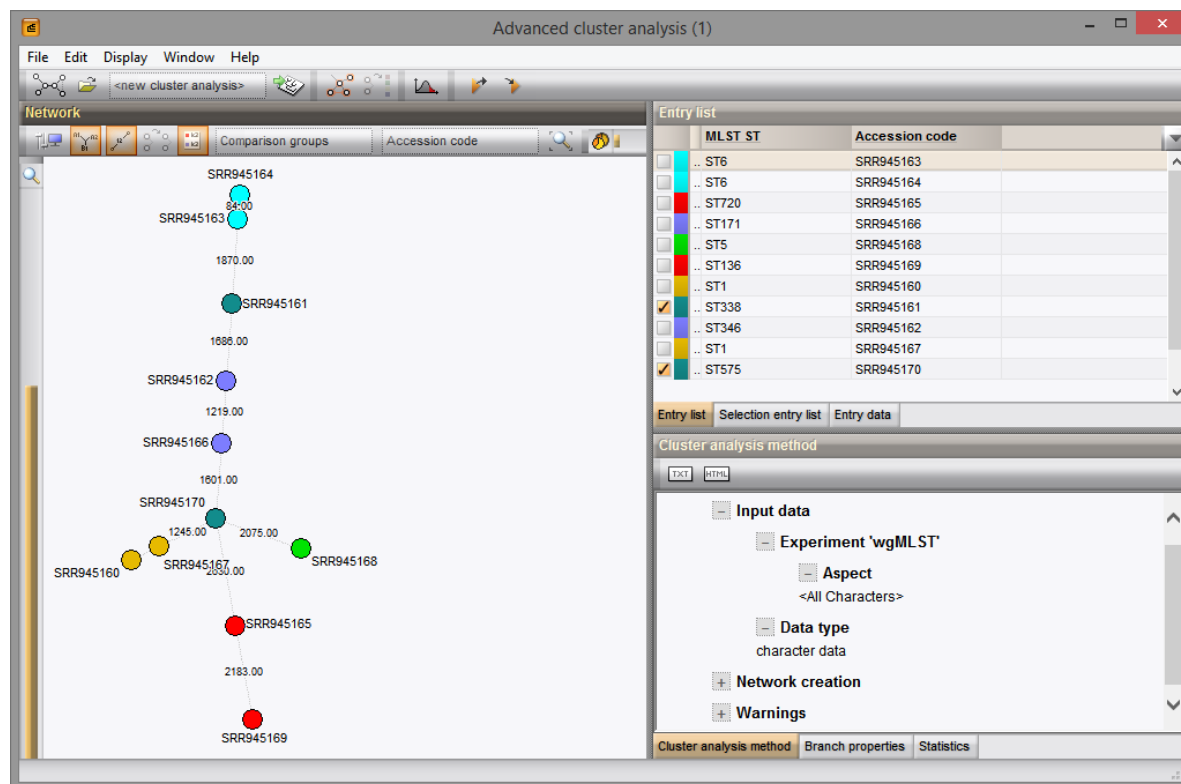 Advanced cluster analysis (1)
File Edit Display Window Help
<new cluster analysis>
Network
Comparison groups
Accession code
SRR945164
84.00
SRR945163
1870.00
SRR945161
1686.00
SRR945162
1219.00
SRR945166
1601.00
SRR945170
1245.00
2075.00
SRR945167
SRR945160
SRR945168
SRR945165
2183.00
SRR945169
Entry list
MLST ST Accession code
.. ST6 SRR945163
.. ST6 SRR945164
.. ST720 SRR945165
.. ST171 SRR945166
.. ST5 SRR945168
.. ST136 SRR945169
.. ST1 SRR945160
.. ST338 SRR945161
.. ST346 SRR945162
.. ST1 SRR945167
.. ST575 SRR945170
Entry list Selection entry list Entry data
Cluster analysis method
TXT HTML
Input data
Experiment 'wgMLST'
Aspect
<All Characters>
Data type
character data
Network creation
Warnings
Cluster analysis method Branch properties Statistics